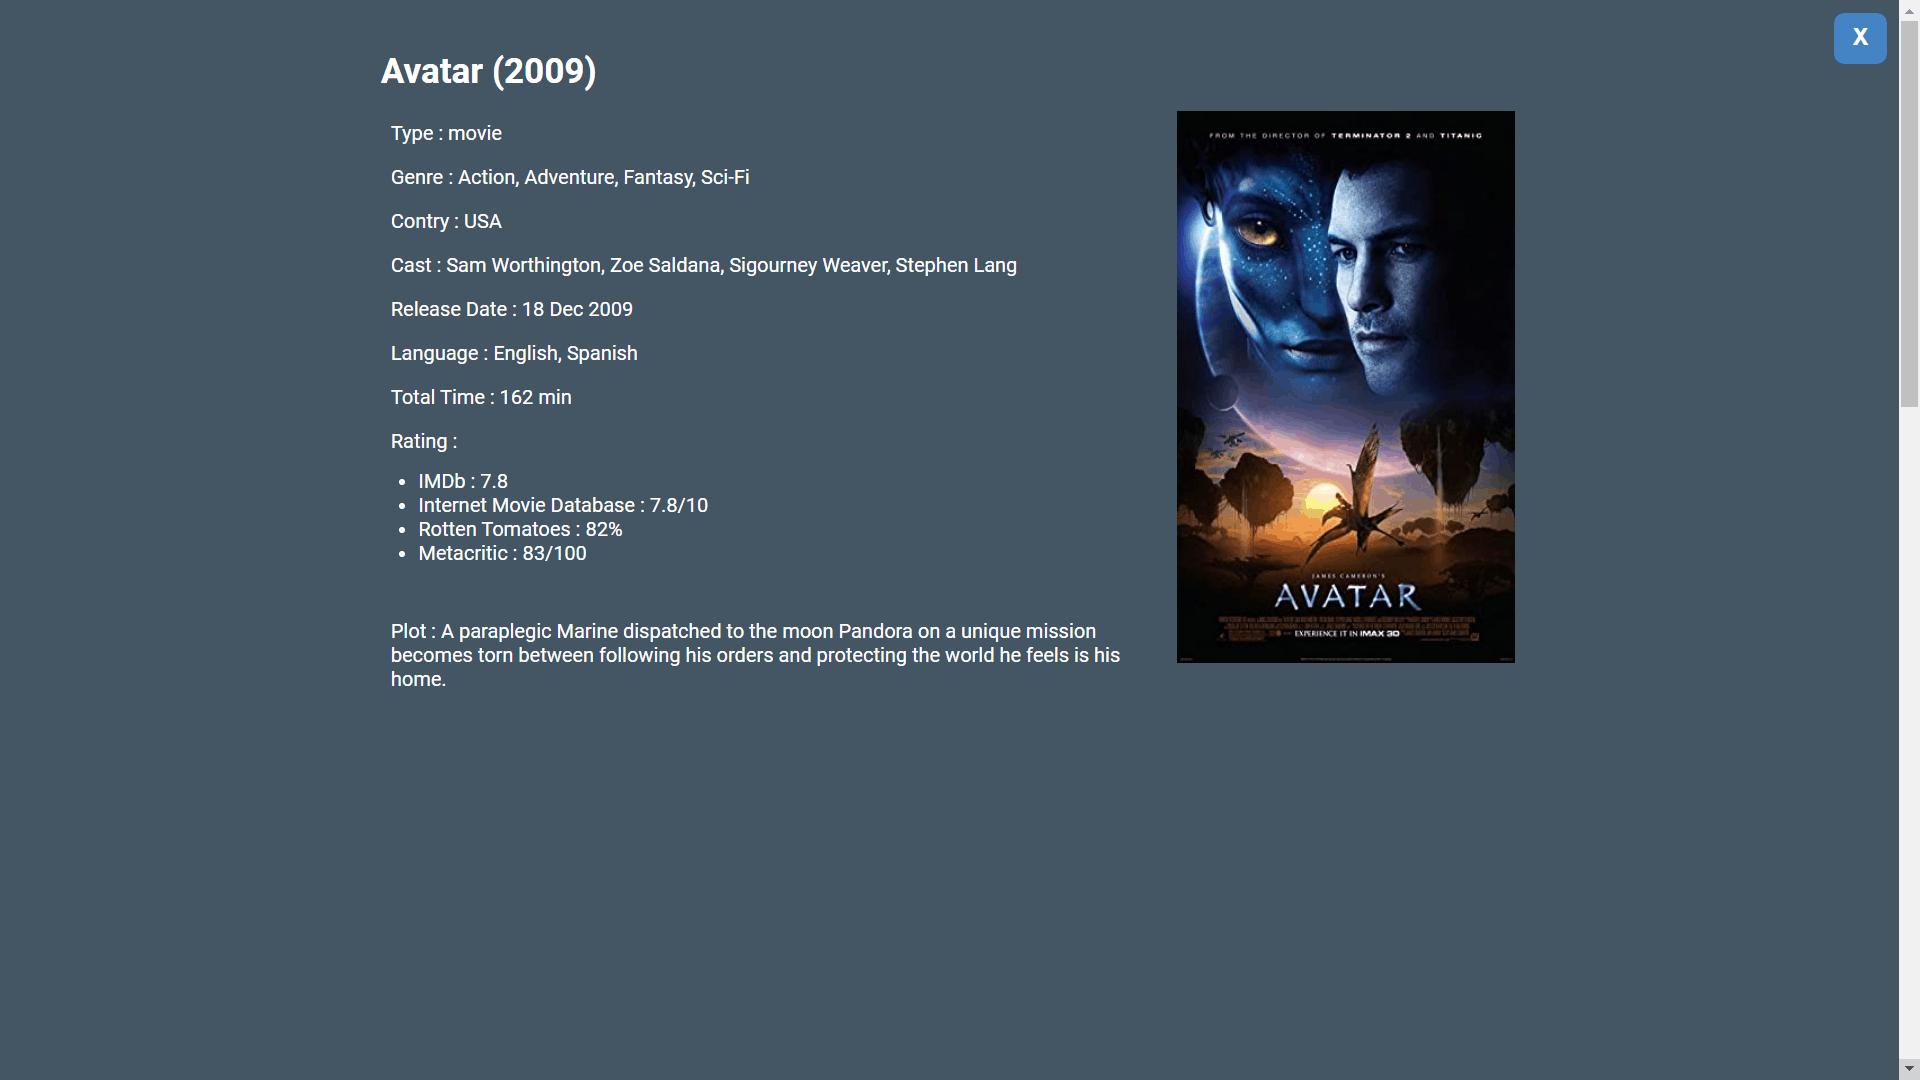 X
Avatar (2009)
Type : movie
Genre : Action, Adventure, Fantasy, Sci-Fi
Contry : USA
Cast : Sam Worthington, Zoe Saldana, Sigourney Weaver, Stephen Lang
Release Date : 18 Dec 2009
Language : English, Spanish
Total Time : 162 min
Rating :
• IMDb : 7.8
• Internet Movie Database : 7.8/10
• Rotten Tomatoes : 82%
• Metacritic : 83/100
Plot : A paraplegic Marine dispatched to the moon Pandora on a unique mission
becomes torn between following his orders and protecting the world he feels is his
home.
FROM THE DIRECTOR OF TERMINATOR 2 AND TITANIC
JAMES CAMERON'S
AVATAR
EXPERIENCE IT IN IMAX 3D